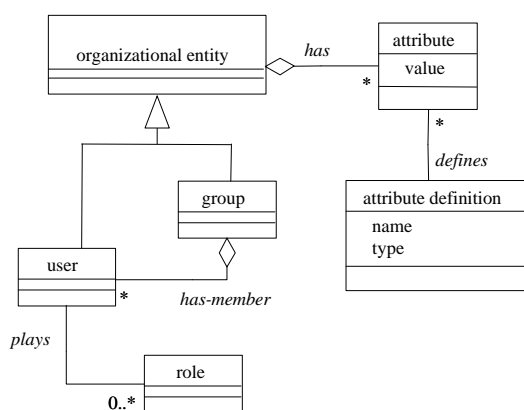 organizational entity
has
attribute
value
*
*
defines
attribute definition
name
type
group
user
*
has-member
plays
role
0..*